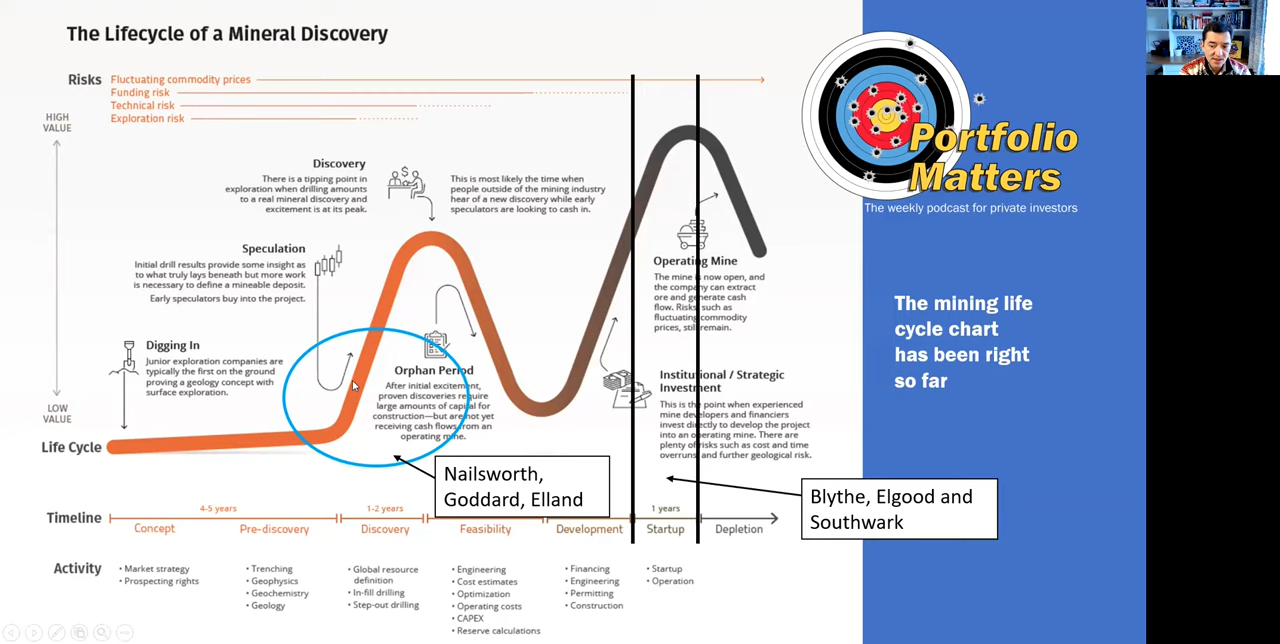 The Lifecycle of a Mineral Discovery
Risks
Fluctuating commodity prices
Funding risk
Technical risk
Exploration risk
HIGH
VALUE
LOW
VALUE
Discovery
There is a tipping point in
exploration when drilling amounts
to a real mineral discovery and
excitement is at its peak.
This is most likely the time when
people outside of the mining industry
hear of a new discovery while early
speculators are looking to cash in.
Speculation
Initial drill results provide some insight as
to what truly lays beneath but more work
is necessary to define a mineable deposit.
Early speculators buy into the project.
Digging In
Junior exploration companies are
typically the first on the ground
proving a geology concept with
surface exploration.
Orphan Period
After initial excitement,
proven discoveries require
large amounts of capital for
construction—but are not yet
receiving cash flows from an
operating mine.
Operating Mine
The mine is now open, and
the company can extract
ore and generate cash
flow. Risks, such as
fluctuating commodity
prices, still remain.
Institutional / Strategic
Investment
This is the point when experienced
mine developers and financiers
invest directly to develop the project
into an operating mine. There are
plenty of risks such as cost and time
overruns and further geological risk.
Life Cycle
Nailsworth,
Goddard, Elland
Blythe, Elgood and
Southwark
Timeline
4-5 years
1-2 years
1 years
Concept
Pre-discovery
Discovery
Feasibility
Development
Startup
Depletion
Activity
• Market strategy
• Prospecting rights
• Trenching
• Geophysics
• Geochemistry
• Geology
• Global resource
definition
• In-fill drilling
• Step-out drilling
• Engineering
• Cost estimates
• Optimization
• Operating costs
• CAPEX
• Reserve calculations
• Financing
• Engineering
• Permitting
• Construction
• Startup
• Operation
Portfolio
Matters
The weekly podcast for private investors
The mining life
cycle chart
has been right
so far